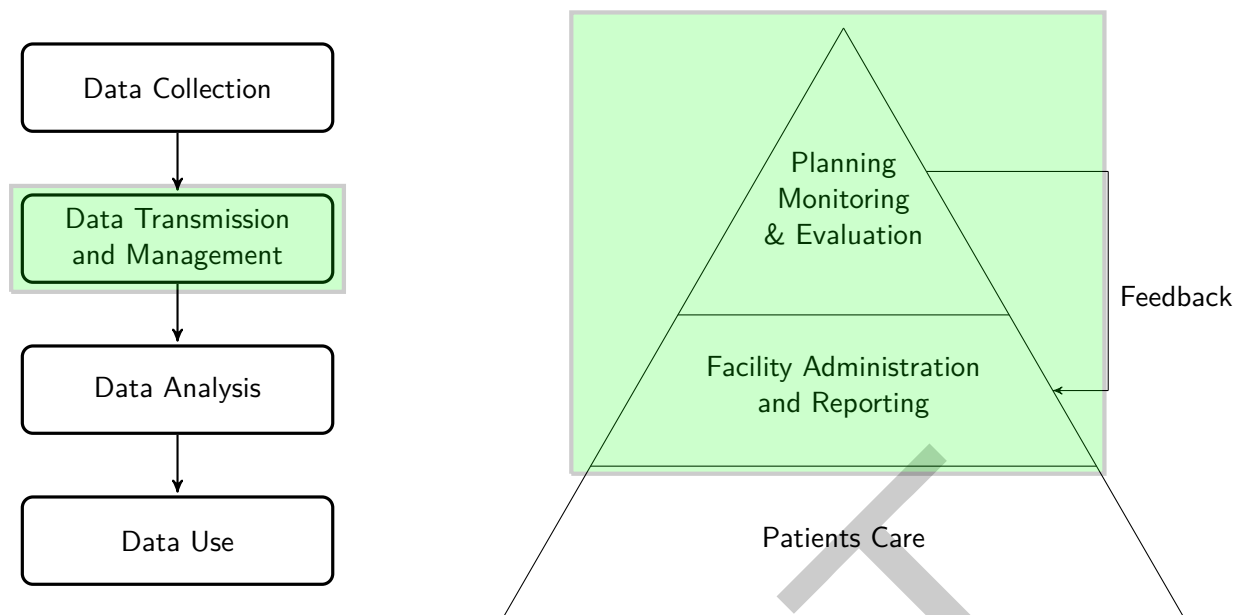 Data Collection
Data Transmission
and Management
Data Analysis
Data Use
Planning
Monitoring
& Evaluation
Feedback
Facility Administration
and Reporting
Patients Care